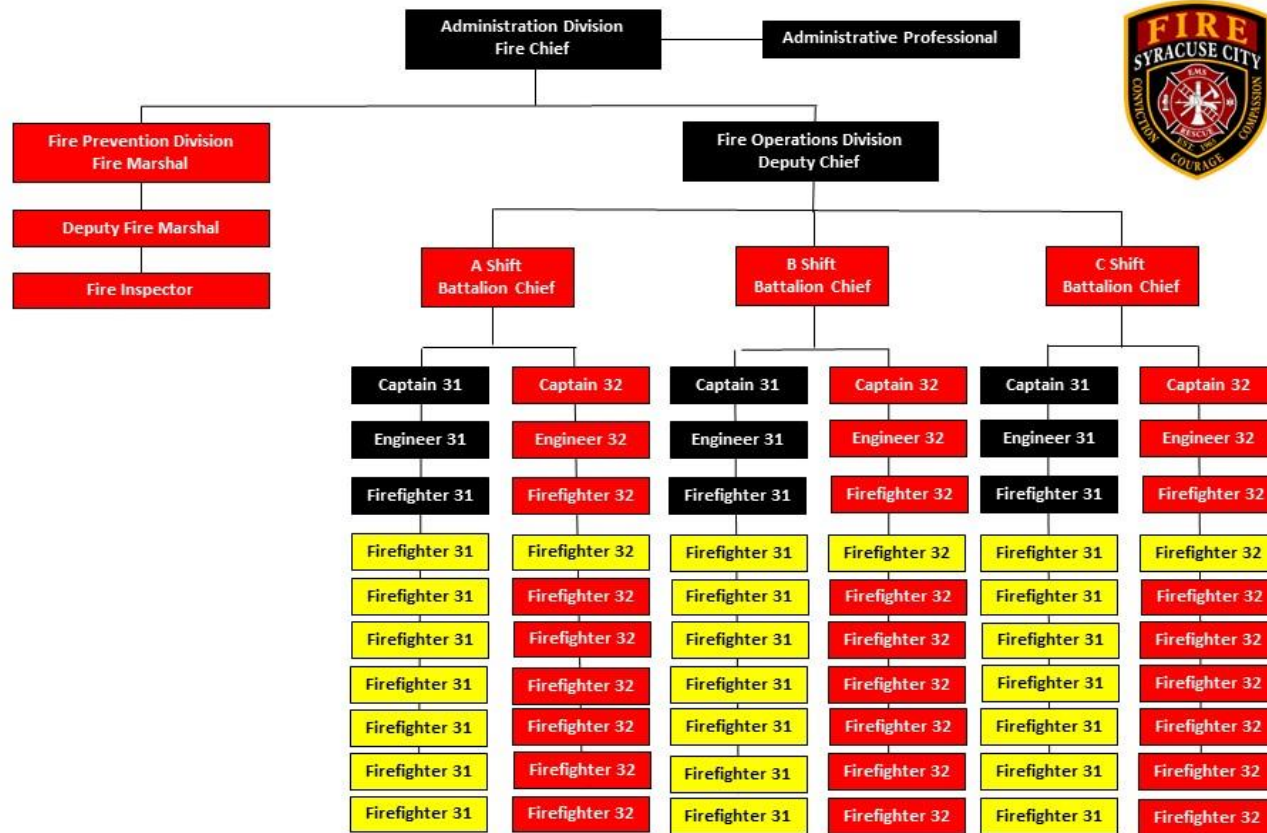 Administration Division
Fire Chief
Administrative Professional
FIRE
SYRACUSE CITY
EMS
RESCUE
EST. 1965
CONVICTION
COURAGE
COMPASSION
Fire Prevention Division
Fire Marshal
Fire Operations Division
Deputy Chief
Deputy Fire Marshal
Fire Inspector
A Shift
Battalion Chief
B Shift
Battalion Chief
C Shift
Battalion Chief
Captain 31
Captain 32
Captain 31
Captain 32
Captain 31
Captain 32
Engineer 31
Engineer 32
Engineer 31
Engineer 32
Engineer 31
Engineer 32
Firefighter 31
Firefighter 32
Firefighter 31
Firefighter 32
Firefighter 31
Firefighter 32
Firefighter 31
Firefighter 32
Firefighter 31
Firefighter 32
Firefighter 31
Firefighter 32
Firefighter 31
Firefighter 32
Firefighter 31
Firefighter 32
Firefighter 31
Firefighter 32
Firefighter 31
Firefighter 32
Firefighter 31
Firefighter 32
Firefighter 31
Firefighter 32
Firefighter 31
Firefighter 32
Firefighter 31
Firefighter 32
Firefighter 31
Firefighter 32
Firefighter 31
Firefighter 32
Firefighter 31
Firefighter 32
Firefighter 31
Firefighter 32
Firefighter 31
Firefighter 32
Firefighter 31
Firefighter 32
Firefighter 31
Firefighter 32
Firefighter 31
Firefighter 32
Firefighter 31
Firefighter 32
Firefighter 31
Firefighter 32